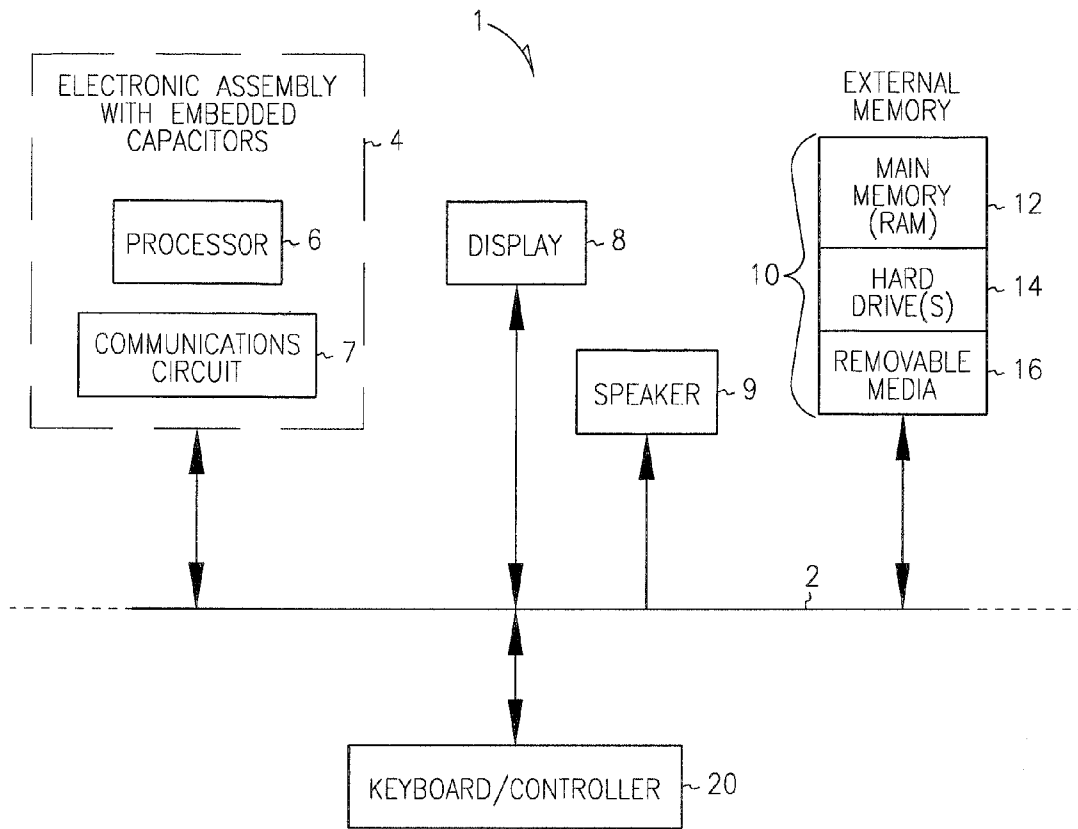 1
ELECTRONIC ASSEMBLY
WITH EMBEDDED
CAPACITORS
4
PROCESSOR
6
COMMUNICATIONS
CIRCUIT
7
DISPLAY
8
SPEAKER
9
EXTERNAL
MEMORY
10
MAIN
MEMORY
(RAM)
12
HARD
DRIVE(S)
14
REMOVABLE
MEDIA
16
2
KEYBOARD/CONTROLLER
20